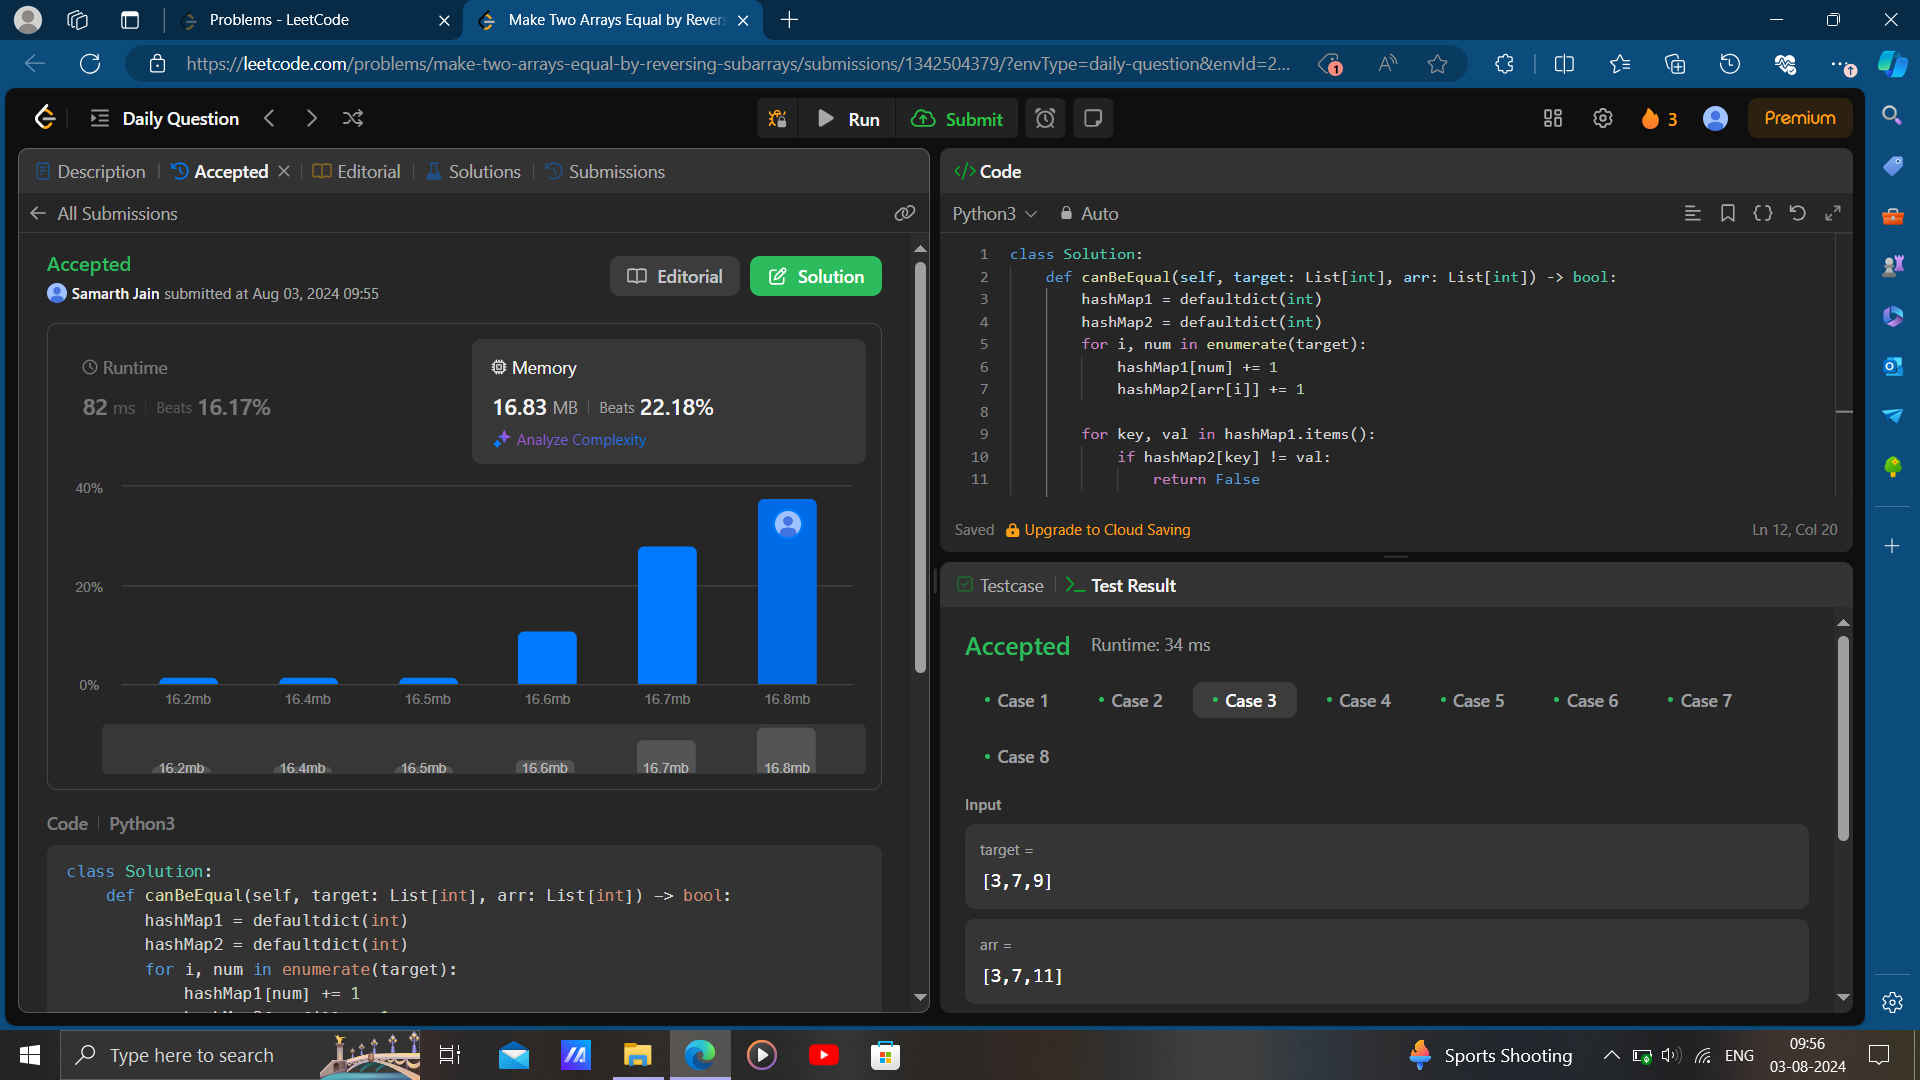 Problems - LeetCode
Make Two Arrays Equal by Rever
https://leetcode.com/problems/make-two-arrays-equal-by-reversing-subarrays/submissions/1342504379/?envType=daily-question&envId=2...
1
Daily Question
Run
Submit
3
Premium
Description
Accepted
Editorial
Solutions
Submissions
All Submissions
Accepted
Samarth Jain submitted at Aug 03, 2024 09:55
Editorial
Solution
Runtime
82 ms
Beats 16.17%
Memory
16.83 MB
Beats 22.18%
Analyze Complexity
40%
20%
0%
16.2mb
16.4mb
16.5mb
16.6mb
16.7mb
16.8mb
16.2mb
16.4mb
16.5mb
16.6mb
16.7mb
16.8mb
Code
Python3
class Solution:
def canBeEqual(self, target: List[int], arr: List[int]) -> bool:
hashMap1 = defaultdict(int)
hashMap2 = defaultdict(int)
for i, num in enumerate(target):
hashMap1[num] += 1
</> Code
Python3
Auto
1 class Solution:
2 def canBeEqual(self, target: List[int], arr: List[int]) -> bool:
3 hashMap1 = defaultdict(int)
4 hashMap2 = defaultdict(int)
5 for i, num in enumerate(target):
6 hashMap1[num] += 1
7 hashMap2[arr[i]] += 1
8
9 for key, val in hashMap1.items():
10 if hashMap2[key] != val:
11 return False
Saved
Upgrade to Cloud Saving
Ln 12, Col 20
Testcase
Test Result
Accepted
Runtime: 34 ms
Case 1
Case 2
Case 3
Case 4
Case 5
Case 6
Case 7
Case 8
Input
target =
[3,7,9]
arr =
[3,7,11]
Type here to search
Sports Shooting
ENG
09:56
03-08-2024